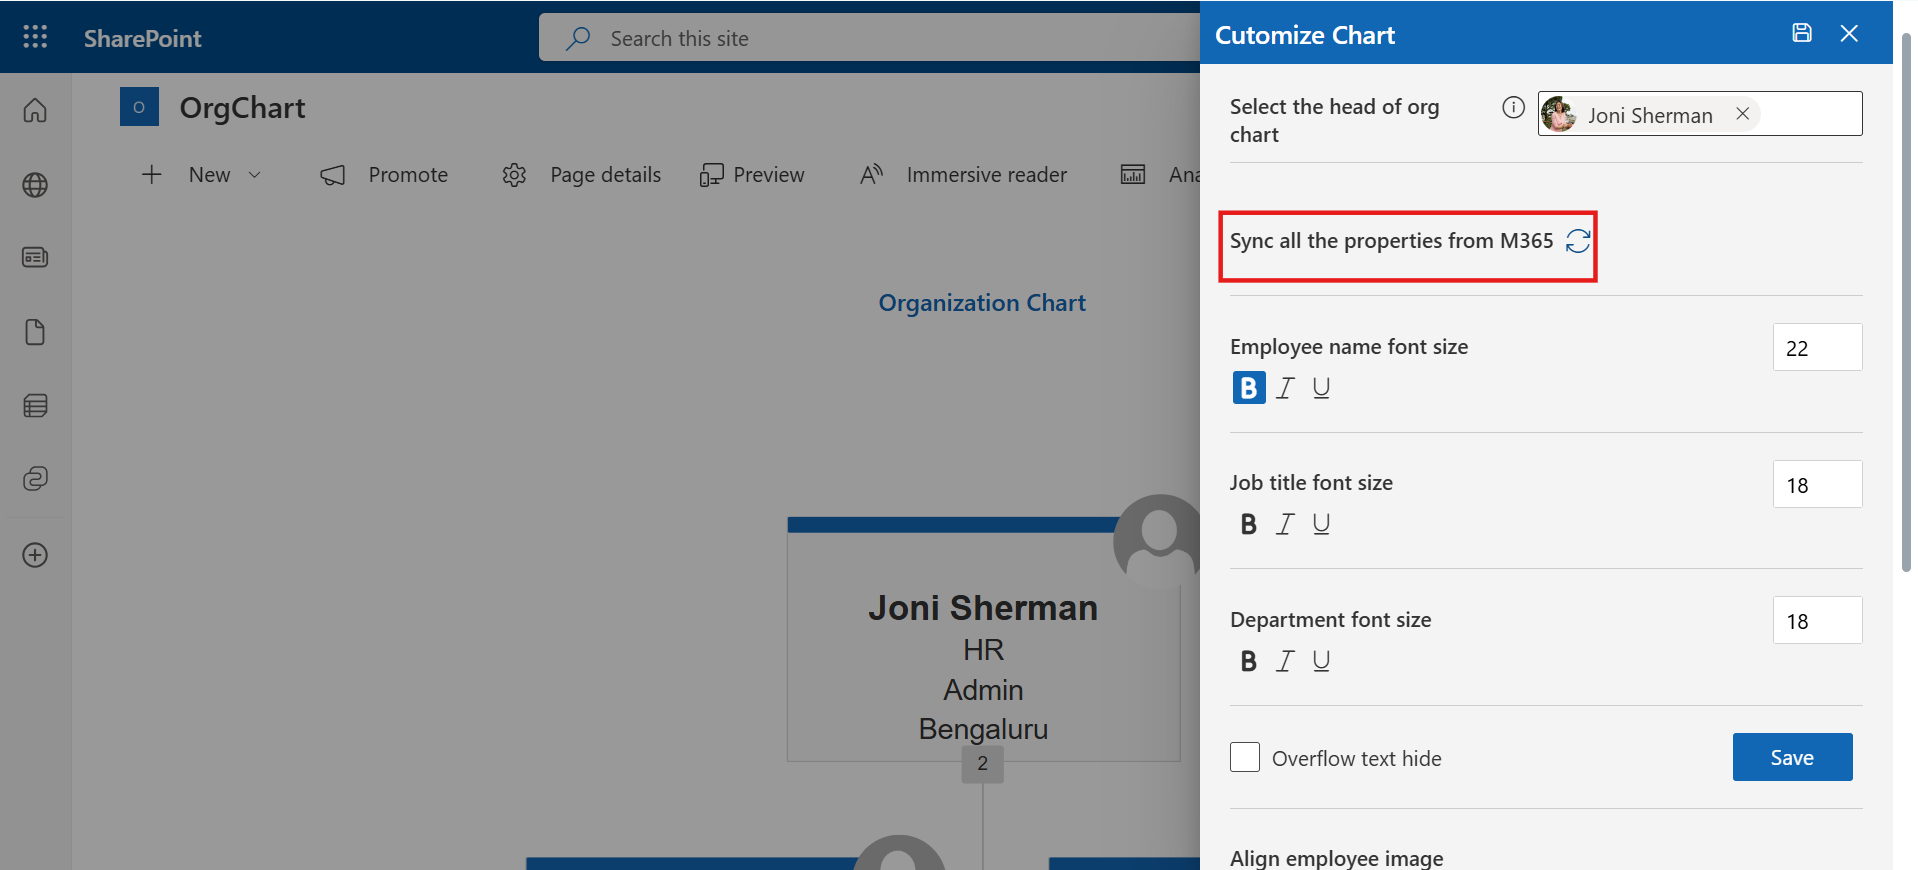 SharePoint
Search this site
Cutomize Chart
O
OrgChart
New
Promote
Page details
Preview
Immersive reader
Ana
Organization Chart
Joni Sherman
HR
Admin
Bengaluru
2
Select the head of org
chart
Joni Sherman
Sync all the properties from M365
Employee name font size
22
B I U
Job title font size
18
B I U
Department font size
18
B I U
Overflow text hide
Save
Align employee image